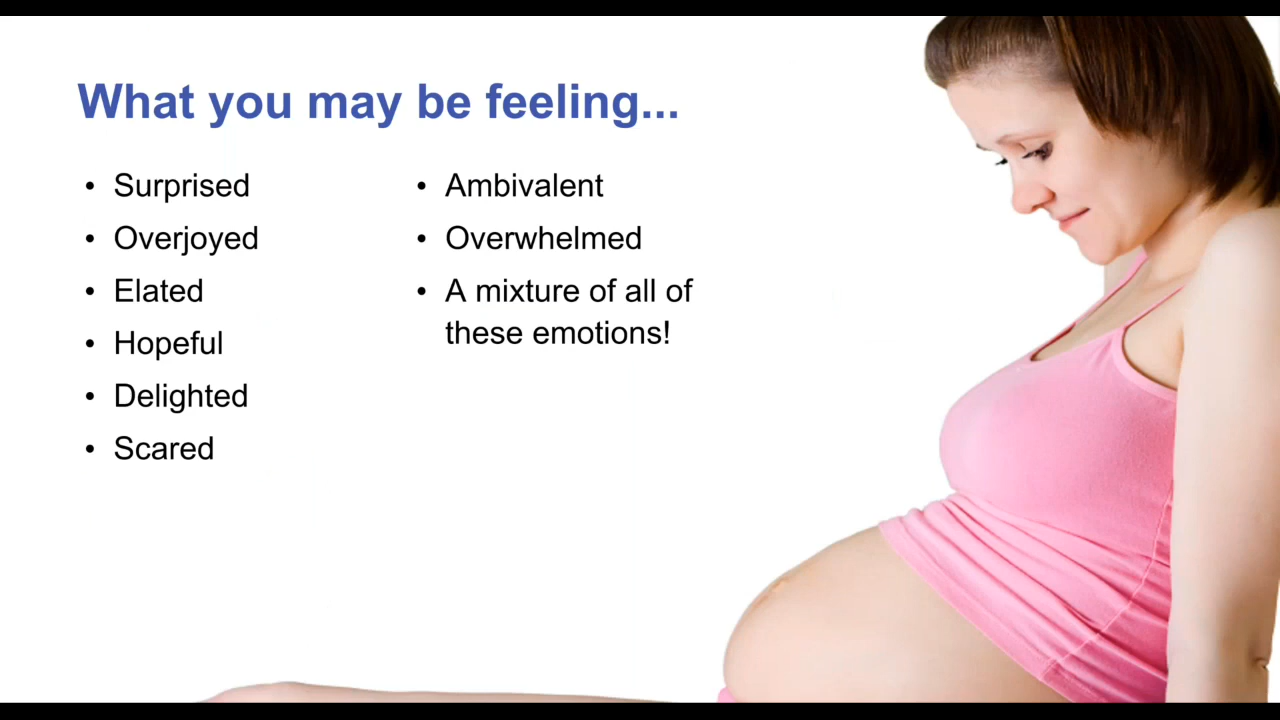 What you may be feeling...
• Surprised
• Overjoyed
• Elated
• Hopeful
• Delighted
• Scared
• Ambivalent
• Overwhelmed
• A mixture of all of
these emotions!